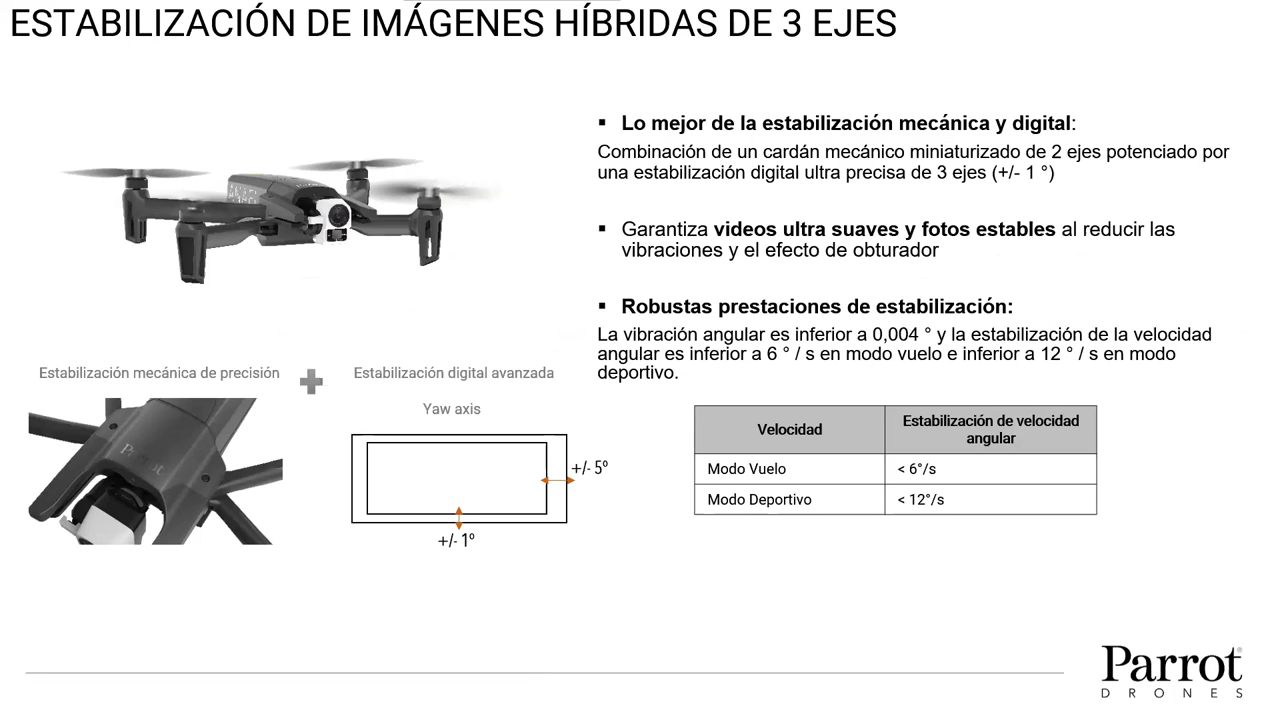 ESTABILIZACIÓN DE IMÁGENES HÍBRIDAS DE 3 EJES
▪ Lo mejor de la estabilización mecánica y digital:
Combinación de un cardán mecánico miniaturizado de 2 ejes potenciado por
una estabilización digital ultra precisa de 3 ejes (+/- 1 °)
▪ Garantiza videos ultra suaves y fotos estables al reducir las
vibraciones y el efecto de obturador
▪ Robustas prestaciones de estabilización:
La vibración angular es inferior a 0,004 ° y la estabilización de la velocidad
angular es inferior a 6 ° / s en modo vuelo e inferior a 12 ° / s en modo
deportivo.
Estabilización mecánica de precisión
Estabilización digital avanzada
Yaw axis
+/- 5º
+/- 1º
Parrot
Velocidad
Estabilización de velocidad
angular
Modo Vuelo
< 6°/s
Modo Deportivo
< 12°/s
Parrot®
DRONES